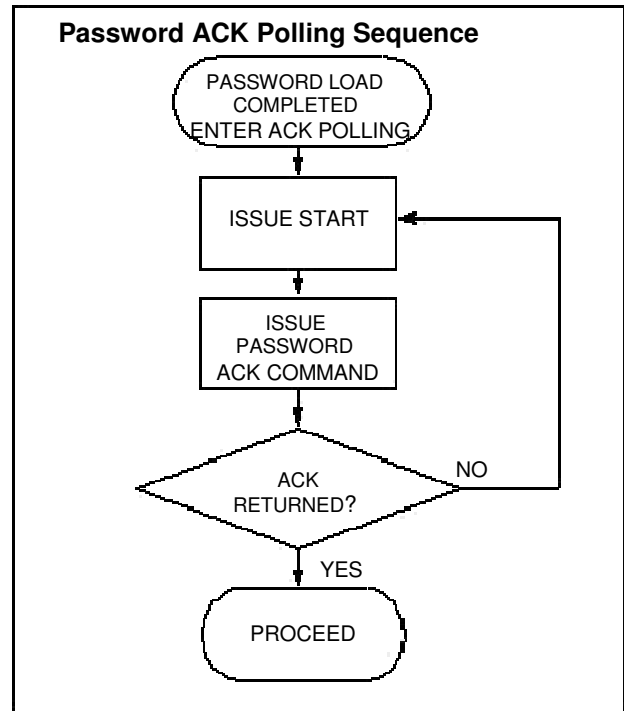 Password ACK Polling Sequence
PASSWORD LOAD
COMPLETED
ENTER ACK POLLING
ISSUE START
ISSUE
PASSWORD
ACK COMMAND
ACK
RETURNED?
NO
YES
PROCEED